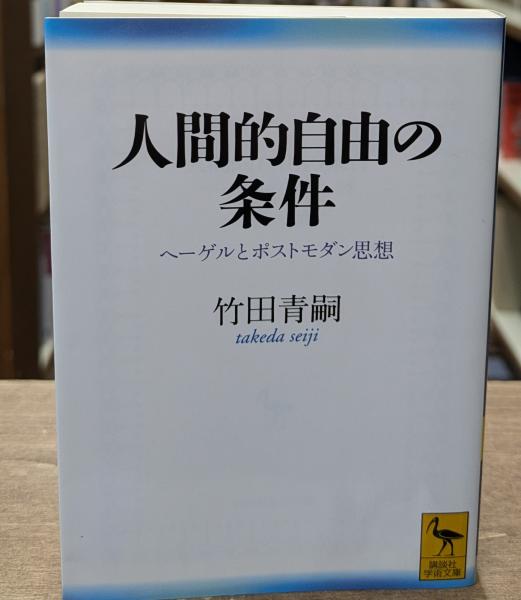 人間的自由の
条件
ヘーゲルとポストモダン思想
竹田青嗣
takeda seiji
講談社
学術文庫